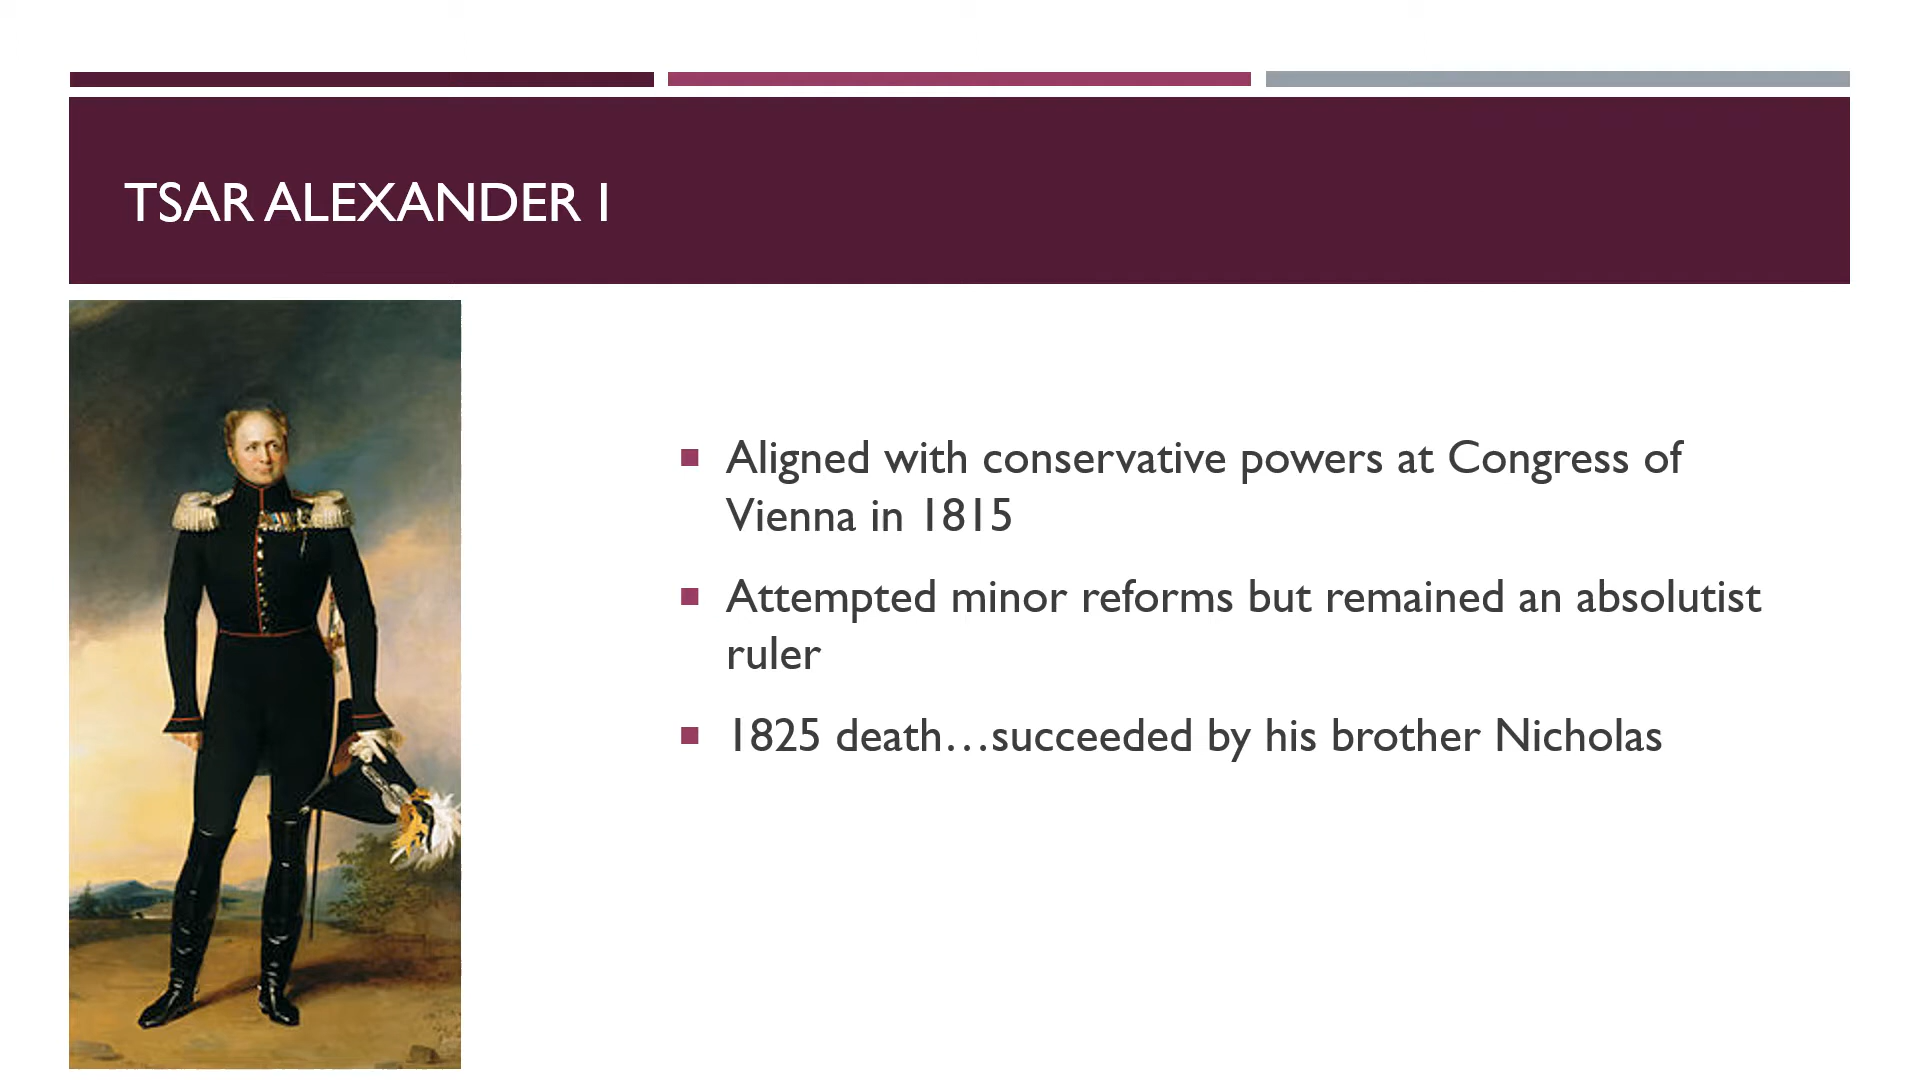 TSAR ALEXANDER I
Aligned with conservative powers at Congress of
Vienna in 1815
Attempted minor reforms but remained an absolutist
ruler
1825 death…succeeded by his brother Nicholas